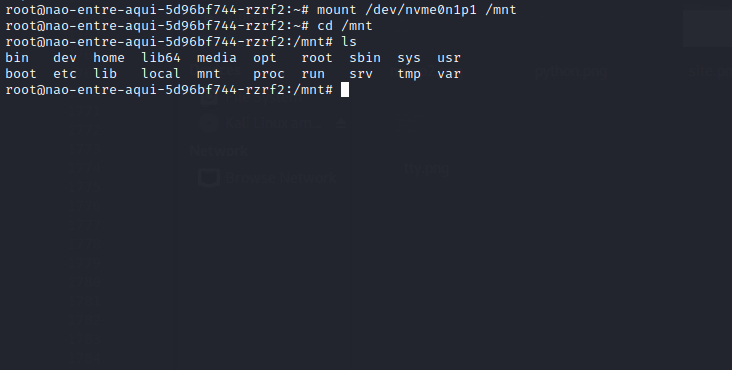 root@nao-entre-aqui-5d96bf744-rzrf2:~# mount /dev/nvme0n1p1 /mnt
root@nao-entre-aqui-5d96bf744-rzrf2:~# cd /mnt
root@nao-entre-aqui-5d96bf744-rzrf2:/mnt# ls
bin dev home lib64 media opt root sbin sys usr
boot etc lib local mnt proc run srv tmp var
root@nao-entre-aqui-5d96bf744-rzrf2:/mnt#